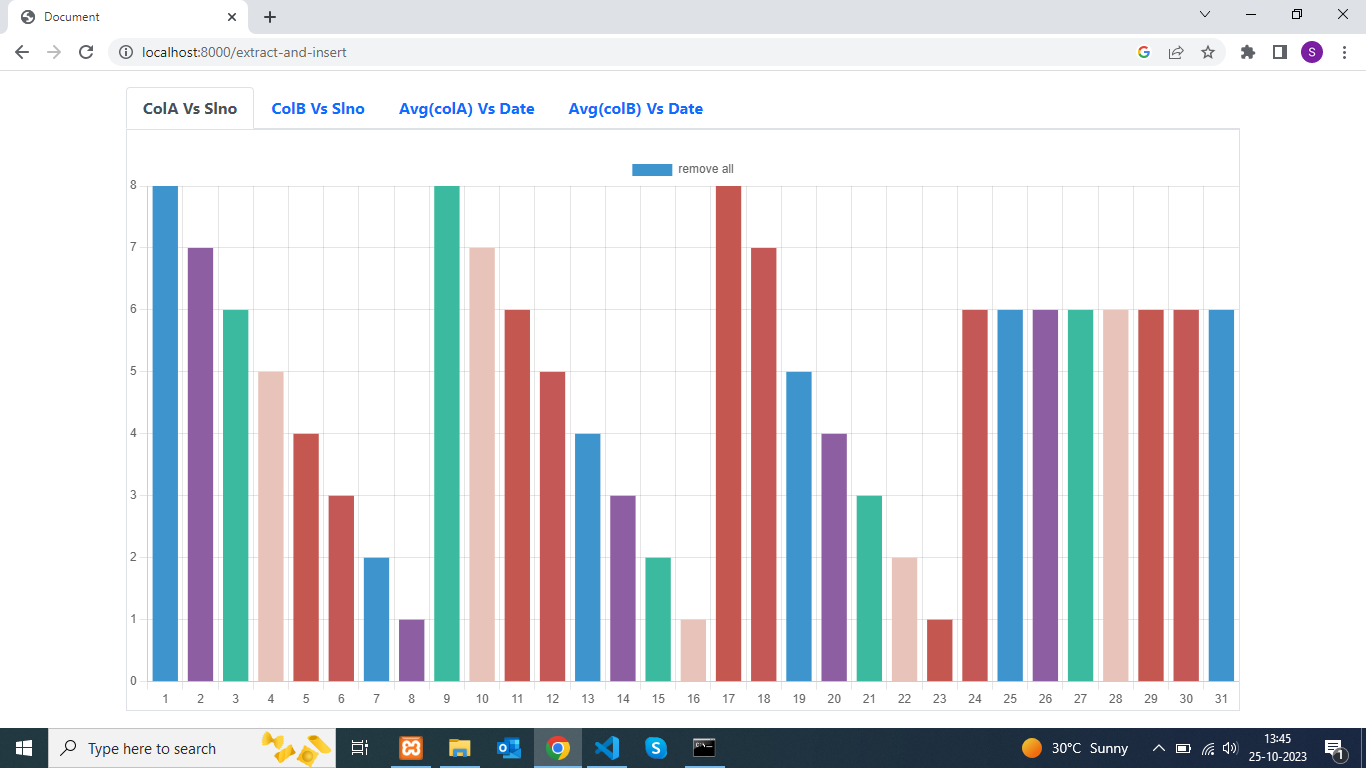 Document
localhost:8000/extract-and-insert
S
ColA Vs Slno ColB Vs Slno Avg(colA) Vs Date Avg(colB) Vs Date
remove all
8
7
6
5
4
3
2
1
0
1 2 3 4 5 6 7 8 9 10 11 12 13 14 15 16 17 18 19 20 21 22 23 24 25 26 27 28 29 30 31
Type here to search
30°C Sunny
13:45
25-10-2023
1